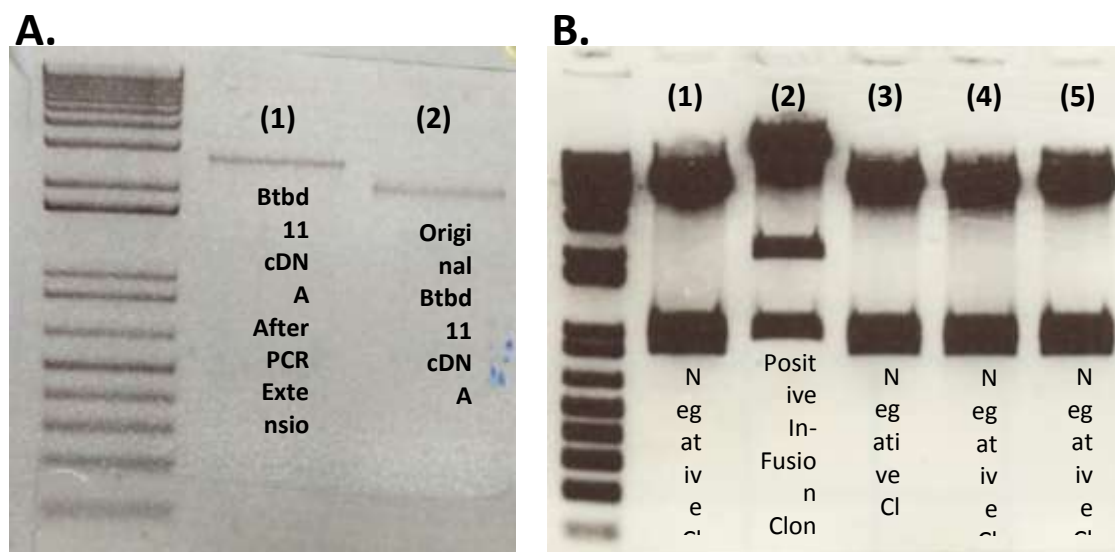 A.
B.
(1)
(2)
Btbd
11
cDN
A
After
PCR
Exte
nsio
Origi
nal
Btbd
11
cDN
A
(1)
(2)
(3)
(4)
(5)
N
eg
at
iv
e
Posit
ive
In-
Fusio
n
Clon
N
eg
ati
ve
Cl
N
eg
at
iv
e
N
eg
at
iv
e